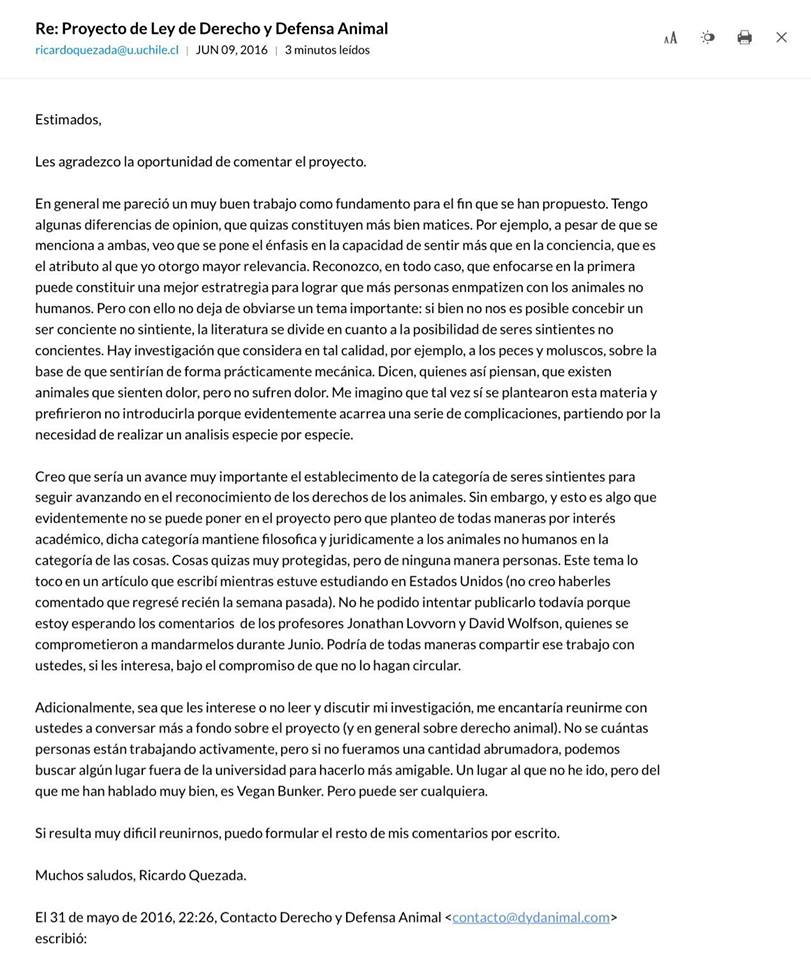 Re: Proyecto de Ley de Derecho y Defensa Animal
ricardoquezada@u.uchile.cl | JUN 09, 2016 | 3 minutos leídos
AA
Estimados,
Les agradezco la oportunidad de comentar el proyecto.
En general me pareció un muy buen trabajo como fundamento para el fin que se han propuesto. Tengo
algunas diferencias de opinion, que quizas constituyen más bien matices. Por ejemplo, a pesar de que se
menciona a ambas, veo que se pone el énfasis en la capacidad de sentir más que en la conciencia, que es
el atributo al que yo otorgo mayor relevancia. Reconozco, en todo caso, que enfocarse en la primera
puede constituir una mejor estratregia para lograr que más personas enmpatizen con los animales no
humanos. Pero con ello no deja de obviarse un tema importante: si bien no nos es posible concebir un
ser conciente no sintiente, la literatura se divide en cuanto a la posibilidad de seres sintientes no
concientes. Hay investigación que considera en tal calidad, por ejemplo, a los peces y moluscos, sobre la
base de que sentirían de forma prácticamente mecánica. Dicen, quienes así piensan, que existen
animales que sienten dolor, pero no sufren dolor. Me imagino que tal vez sí se plantearon esta materia y
prefirieron no introducirla porque evidentemente acarrea una serie de complicaciones, partiendo por la
necesidad de realizar un analisis especie por especie.
Creo que sería un avance muy importante el establecimiento de la categoría de seres sintientes para
seguir avanzando en el reconocimiento de los derechos de los animales. Sin embargo, y esto es algo que
evidentemente no se puede poner en el proyecto pero que planteo de todas maneras por interés
académico, dicha categoría mantiene filosofica y juridicamente a los animales no humanos en la
categoría de las cosas. Cosas quizas muy protegidas, pero de ninguna manera personas. Este tema lo
toco en un artículo que escribí mientras estuve estudiando en Estados Unidos (no creo haberles
comentado que regresé recién la semana pasada). No he podido intentar publicarlo todavía porque
estoy esperando los comentarios de los profesores Jonathan Lovvorn y David Wolfson, quienes se
comprometieron a mandarmelos durante Junio. Podría de todas maneras compartir ese trabajo con
ustedes, si les interesa, bajo el compromiso de que no lo hagan circular.
Adicionalmente, sea que les interese o no leer y discutir mi investigación, me encantaría reunirme con
ustedes a conversar más a fondo sobre el proyecto (y en general sobre derecho animal). No se cuántas
personas están trabajando activamente, pero si no fueramos una cantidad abrumadora, podemos
buscar algún lugar fuera de la universidad para hacerlo más amigable. Un lugar al que no he ido, pero del
que me han hablado muy bien, es Vegan Bunker. Pero puede ser cualquiera.
Si resulta muy dificil reunirnos, puedo formular el resto de mis comentarios por escrito.
Muchos saludos, Ricardo Quezada.
El 31 de mayo de 2016, 22:26, Contacto Derecho y Defensa Animal <contacto@dydanimal.com>
escribió: